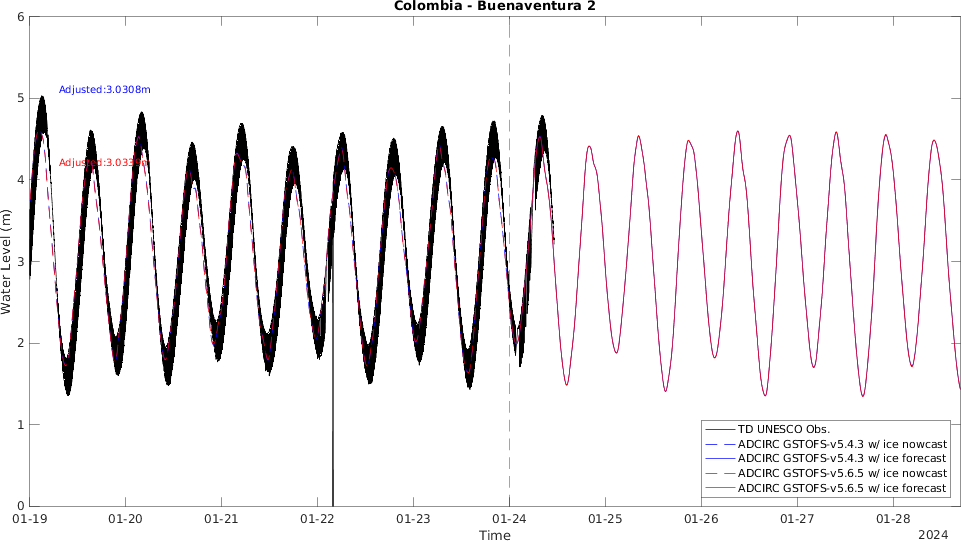 Colombia - Buenaventura 2
6
5
4
3
2
1
0
Water Level (m)
Adjusted:3.0308m
01-19
01-20
01-21
01-22
01-23
01-24
01-25
01-26
01-27
01-28
Time
2024
TD UNESCO Obs.
ADCIRC GSTOFS-v5.4.3 w/ ice nowcast
ADCIRC GSTOFS-v5.4.3 w/ ice forecast
ADCIRC GSTOFS-v5.6.5 w/ ice nowcast
ADCIRC GSTOFS-v5.6.5 w/ ice forecast